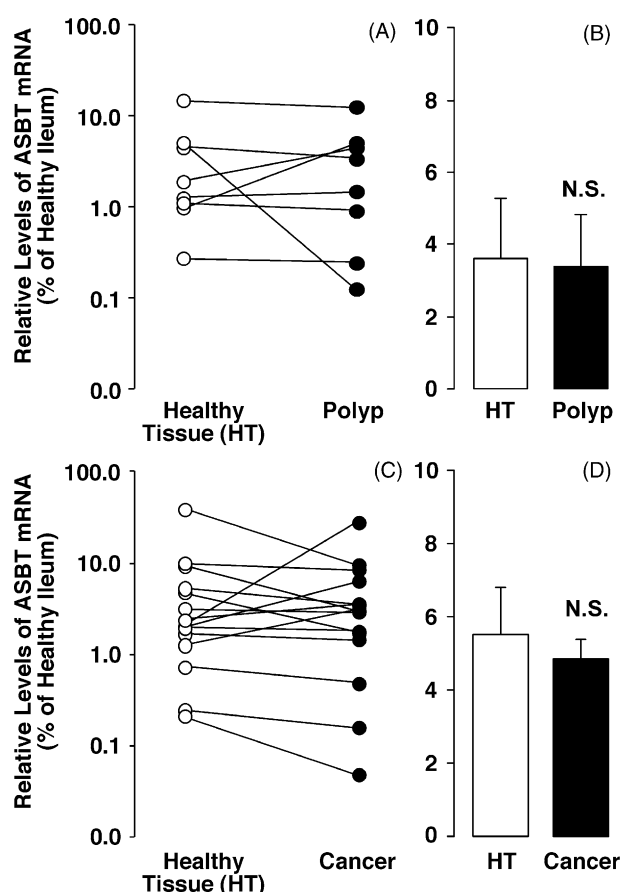 Relative Levels of ASBT mRNA
(% of Healthy Ileum)
100.0
10.0
1.0
0.1
0.0
(A)
Healthy
Tissue (HT)
Polyp
10
8
6
4
2
0
(B)
N.S.
HT
Polyp
Relative Levels of ASBT mRNA
(% of Healthy Ileum)
100.0
10.0
1.0
0.1
0.0
(C)
Healthy
Tissue (HT)
Cancer
10
8
6
4
2
0
(D)
N.S.
HT
Cancer